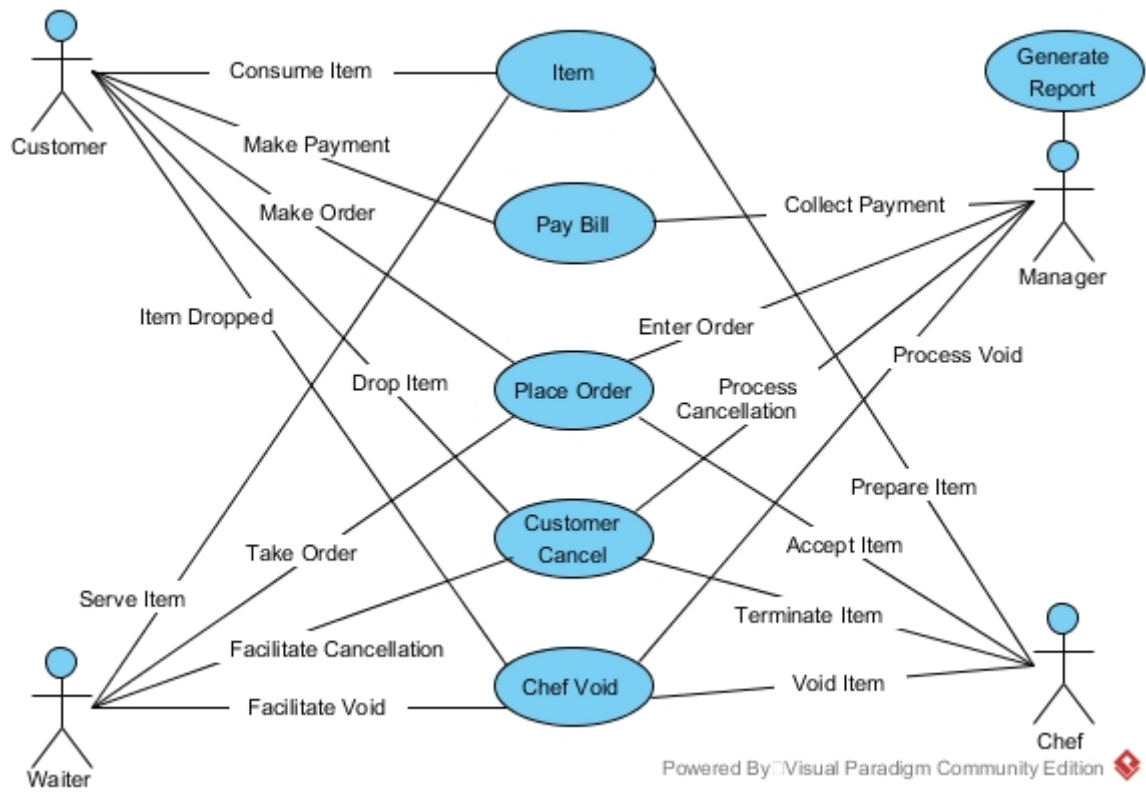 Consume Item
Item
Generate
Report
Customer
Make Payment
Make Order
Pay Bill
Collect Payment
Manager
Item Dropped
Enter Order
Process Void
Drop Item
Place Order
Process
Cancellation
Prepare Item
Customer
Cancel
Take Order
Accept Item
Serve Item
Terminate Item
Facilitate Cancellation
Chef Void
Void Item
Facilitate Void
Chef
Waiter
Powered By Visual Paradigm Community Edition